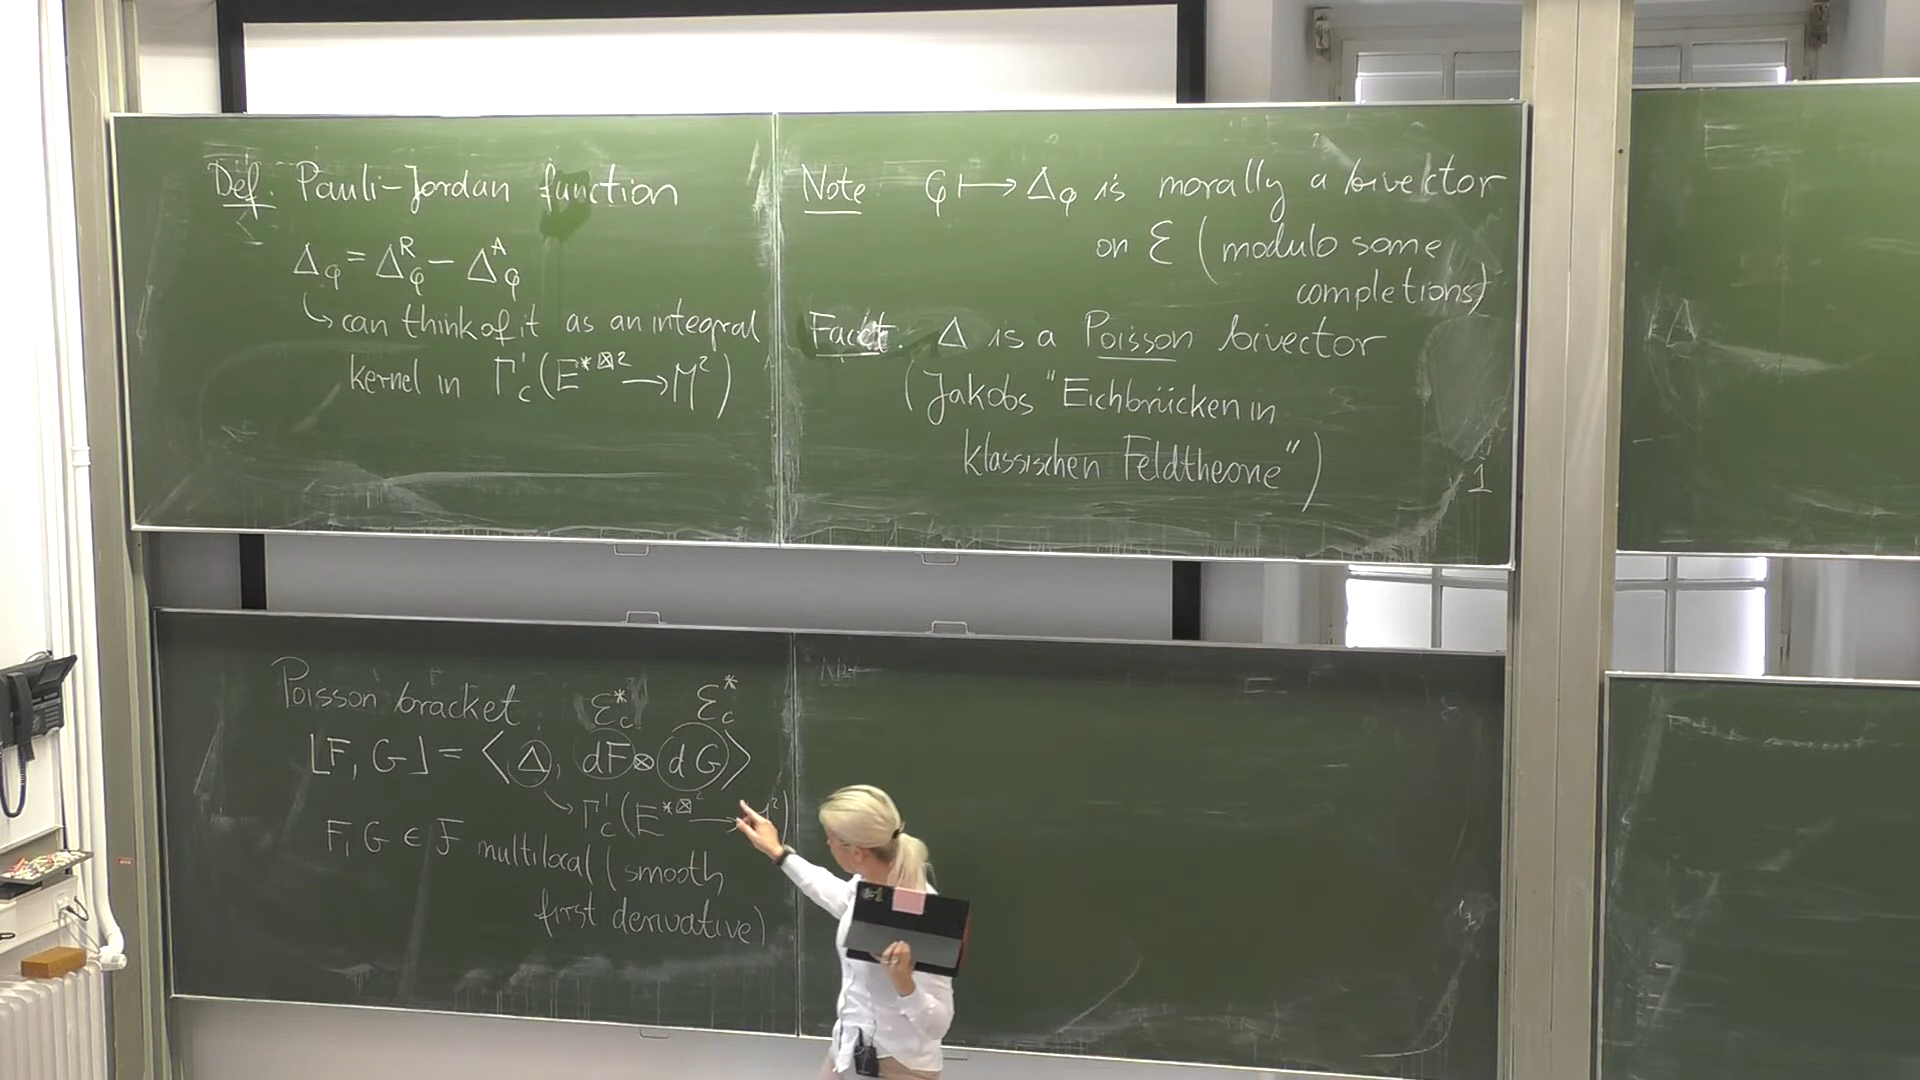 Def. Pauli-Jordan function
Δ_φ = Δ^R_φ − Δ^A_φ
↳ can think of it as an integral
kernel in Γ'_c(E^{*⊠2} → M²)
Note φ ↦ Δ_φ is morally a bivector
on ℰ (modulo some
completions)
Fact. Δ is a Poisson bivector
(Jakobs "Eichbrücken in
klassischen Feldtheorie")
1
Poisson bracket
ℰ*_c ℰ*_c
⌊F, G⌋ = ⟨Δ, dF ⊗ dG⟩
→ Γ'_c(E^{*⊠2} → M²)
F, G ∈ ℱ multilocal (smooth
first derivative)